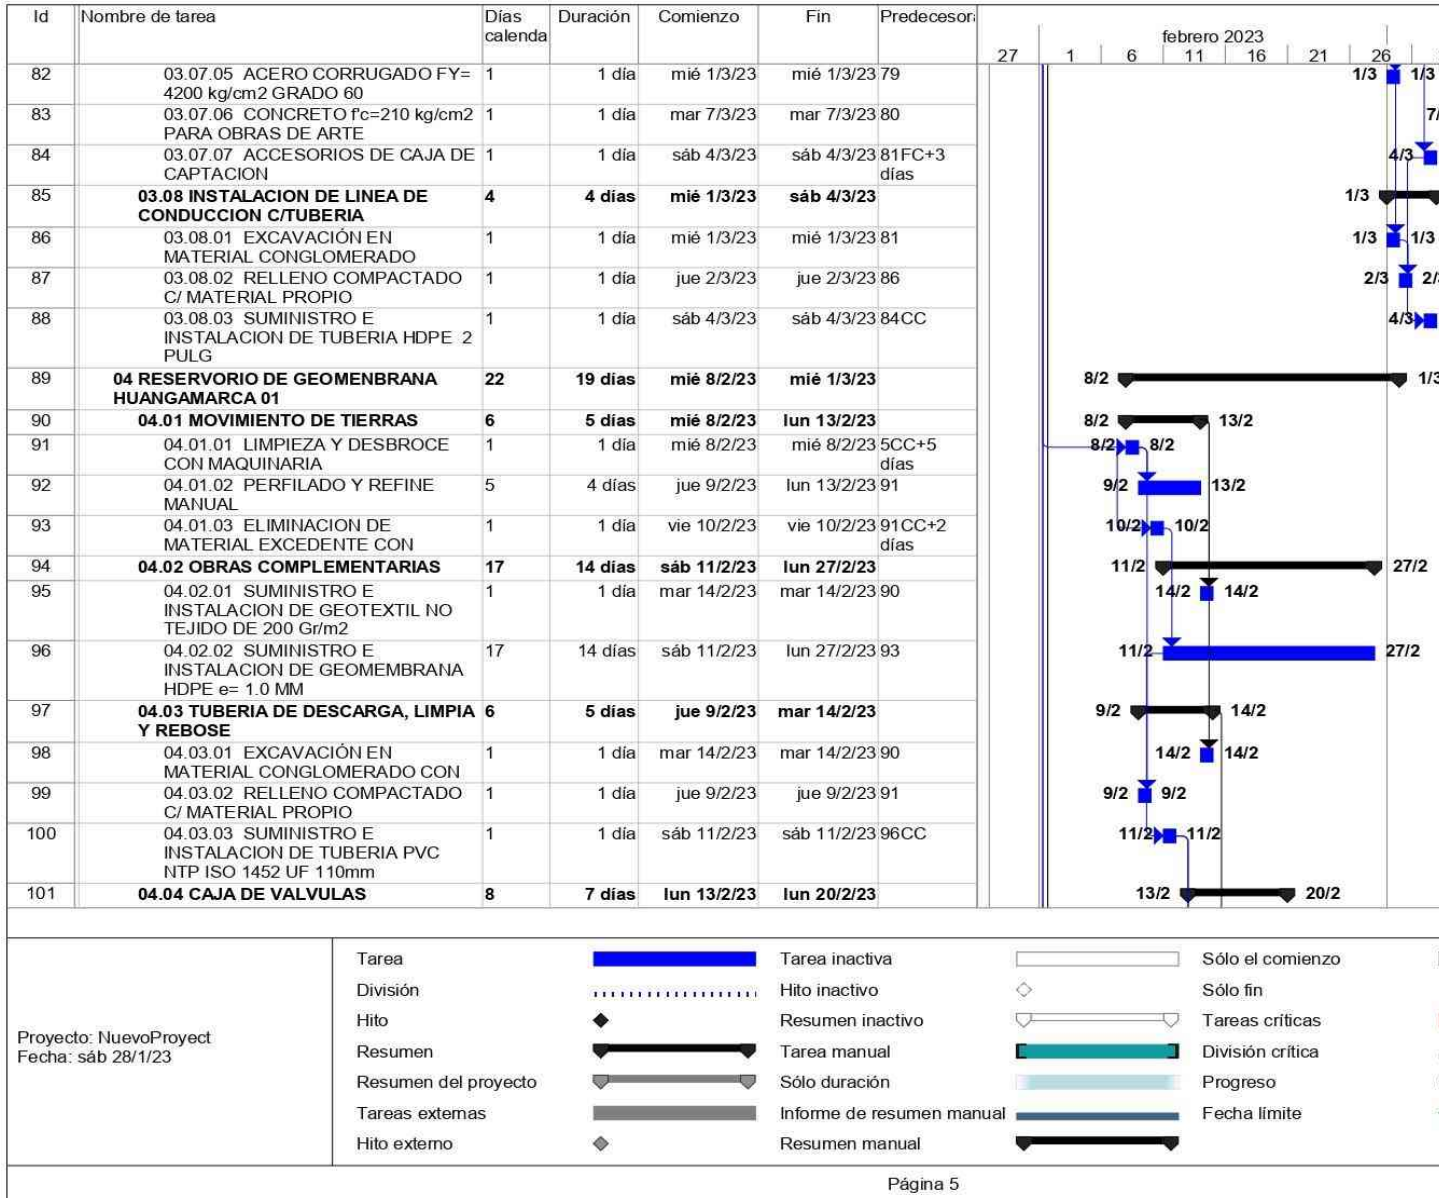 Id Nombre de tarea Días calenda Duración Comienzo Fin Predecesor
febrero 2023
27 1 6 11 16 21 26
82 03.07.05 ACERO CORRUGADO FY= 1 1 día mié 1/3/23 mié 1/3/23 79 1/3 1/3
4200 kg/cm2 GRADO 60
83 03.07.06 CONCRETO f'c=210 kg/cm2 1 1 día mar 7/3/23 mar 7/3/23 80 7/
PARA OBRAS DE ARTE
84 03.07.07 ACCESORIOS DE CAJA DE 1 1 día sáb 4/3/23 sáb 4/3/23 81FC+3 4/3
CAPTACION días
85 03.08 INSTALACION DE LINEA DE 4 4 días mié 1/3/23 sáb 4/3/23 1/3
CONDUCCION C/TUBERIA
86 03.08.01 EXCAVACIÓN EN 1 1 día mié 1/3/23 mié 1/3/23 81 1/3 1/3
MATERIAL CONGLOMERADO
87 03.08.02 RELLENO COMPACTADO 1 1 día jue 2/3/23 jue 2/3/23 86 2/3 2/3
C/ MATERIAL PROPIO
88 03.08.03 SUMINISTRO E 1 1 día sáb 4/3/23 sáb 4/3/23 84CC 4/3
INSTALACION DE TUBERIA HDPE 2
PULG
89 04 RESERVORIO DE GEOMENBRANA 22 19 días mié 8/2/23 mié 1/3/23 8/2 1/3
HUANGAMARCA 01
90 04.01 MOVIMIENTO DE TIERRAS 6 5 días mié 8/2/23 lun 13/2/23 8/2 13/2
91 04.01.01 LIMPIEZA Y DESBROCE 1 1 día mié 8/2/23 mié 8/2/23 5CC+5 8/2 8/2
CON MAQUINARIA días
92 04.01.02 PERFILADO Y REFINE 5 4 días jue 9/2/23 lun 13/2/23 91 9/2 13/2
MANUAL
93 04.01.03 ELIMINACION DE 1 1 día vie 10/2/23 vie 10/2/23 91CC+2 10/2 10/2
MATERIAL EXCEDENTE CON días
94 04.02 OBRAS COMPLEMENTARIAS 17 14 días sáb 11/2/23 lun 27/2/23 11/2 27/2
95 04.02.01 SUMINISTRO E 1 1 día mar 14/2/23 mar 14/2/23 90 14/2 14/2
INSTALACION DE GEOTEXTIL NO
TEJIDO DE 200 Gr/m2
96 04.02.02 SUMINISTRO E 17 14 días sáb 11/2/23 lun 27/2/23 93 11/2 27/2
INSTALACION DE GEOMEMBRANA
HDPE e= 1.0 MM
97 04.03 TUBERIA DE DESCARGA, LIMPIA 6 5 días jue 9/2/23 mar 14/2/23 9/2 14/2
Y REBOSE
98 04.03.01 EXCAVACIÓN EN 1 1 día mar 14/2/23 mar 14/2/23 90 14/2 14/2
MATERIAL CONGLOMERADO CON
99 04.03.02 RELLENO COMPACTADO 1 1 día jue 9/2/23 jue 9/2/23 91 9/2 9/2
C/ MATERIAL PROPIO
100 04.03.03 SUMINISTRO E 1 1 día sáb 11/2/23 sáb 11/2/23 96CC 11/2 11/2
INSTALACION DE TUBERIA PVC
NTP ISO 1452 UF 110mm
101 04.04 CAJA DE VALVULAS 8 7 días lun 13/2/23 lun 20/2/23 13/2 20/2
Proyecto: NuevoProyect
Fecha: sáb 28/1/23
Tarea Tarea inactiva Sólo el comienzo
División Hito inactivo Sólo fin
Hito Resumen inactivo Tareas críticas
Resumen Tarea manual División crítica
Resumen del proyecto Sólo duración Progreso
Tareas externas Informe de resumen manual Fecha límite
Hito externo Resumen manual
Página 5